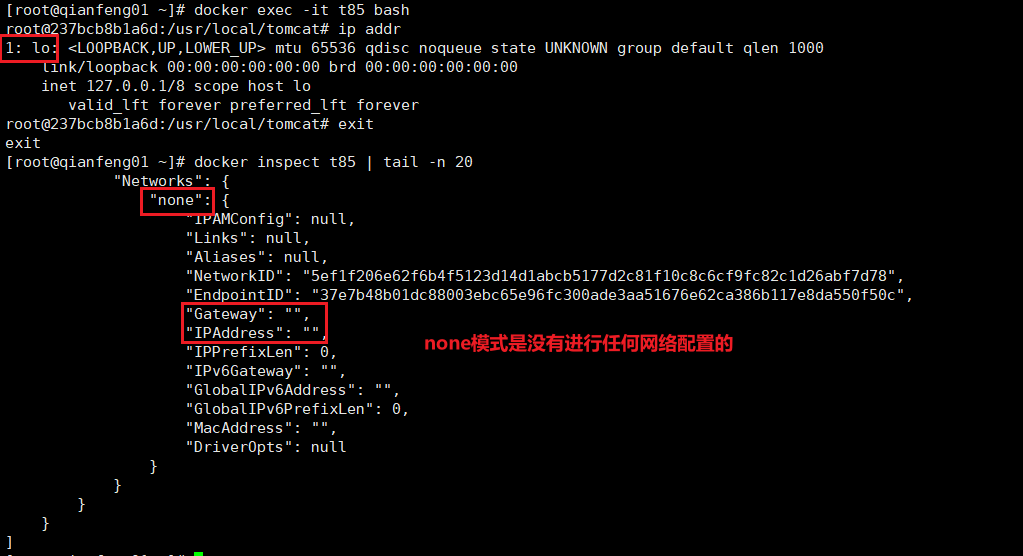 [root@qianfeng01 ~]# docker exec -it t85 bash
root@237bcb8b1a6d:/usr/local/tomcat# ip addr
1: lo: <LOOPBACK,UP,LOWER_UP> mtu 65536 qdisc noqueue state UNKNOWN group default qlen 1000
    link/loopback 00:00:00:00:00:00 brd 00:00:00:00:00:00
    inet 127.0.0.1/8 scope host lo
       valid_lft forever preferred_lft forever
root@237bcb8b1a6d:/usr/local/tomcat# exit
exit
[root@qianfeng01 ~]# docker inspect t85 | tail -n 20
            "Networks": {
                "none": {
                    "IPAMConfig": null,
                    "Links": null,
                    "Aliases": null,
                    "NetworkID": "5ef1f206e62f6b4f5123d14d1abcb5177d2c81f10c8c6cf9fc82c1d26abf7d78",
                    "EndpointID": "37e7b48b01dc88003ebc65e96fc300ade3aa51676e62ca386b117e8da550f50c",
                    "Gateway": "",
                    "IPAddress": "",
none模式是没有进行任何网络配置的
                    "IPPrefixLen": 0,
                    "IPv6Gateway": "",
                    "GlobalIPv6Address": "",
                    "GlobalIPv6PrefixLen": 0,
                    "MacAddress": "",
                    "DriverOpts": null
                }
            }
        }
    }
]